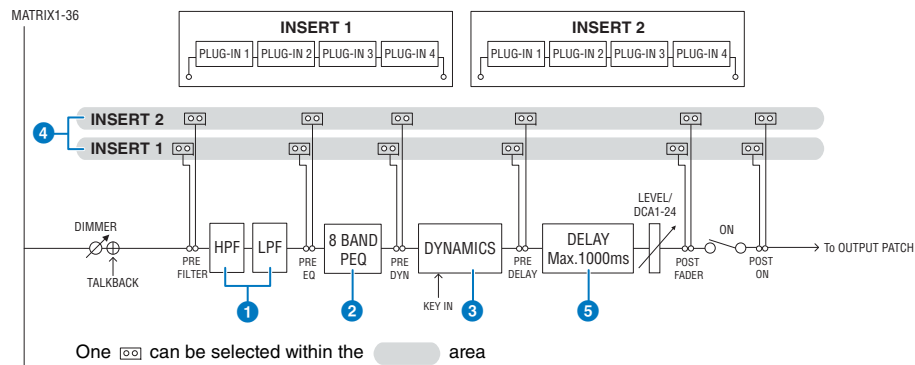 MATRIX1-36
INSERT 1
PLUG-IN 1 PLUG-IN 2 PLUG-IN 3 PLUG-IN 4
INSERT 2
PLUG-IN 1 PLUG-IN 2 PLUG-IN 3 PLUG-IN 4
4
INSERT 2
INSERT 1
DIMMER
TALKBACK
PRE
FILTER
HPF
LPF
1
PRE
EQ
8 BAND
PEQ
2
PRE
DYN
DYNAMICS
KEY IN
3
PRE
DELAY
DELAY
Max.1000ms
5
LEVEL/
DCA1-24
POST
FADER
ON
POST
ON
To OUTPUT PATCH
One can be selected within the area